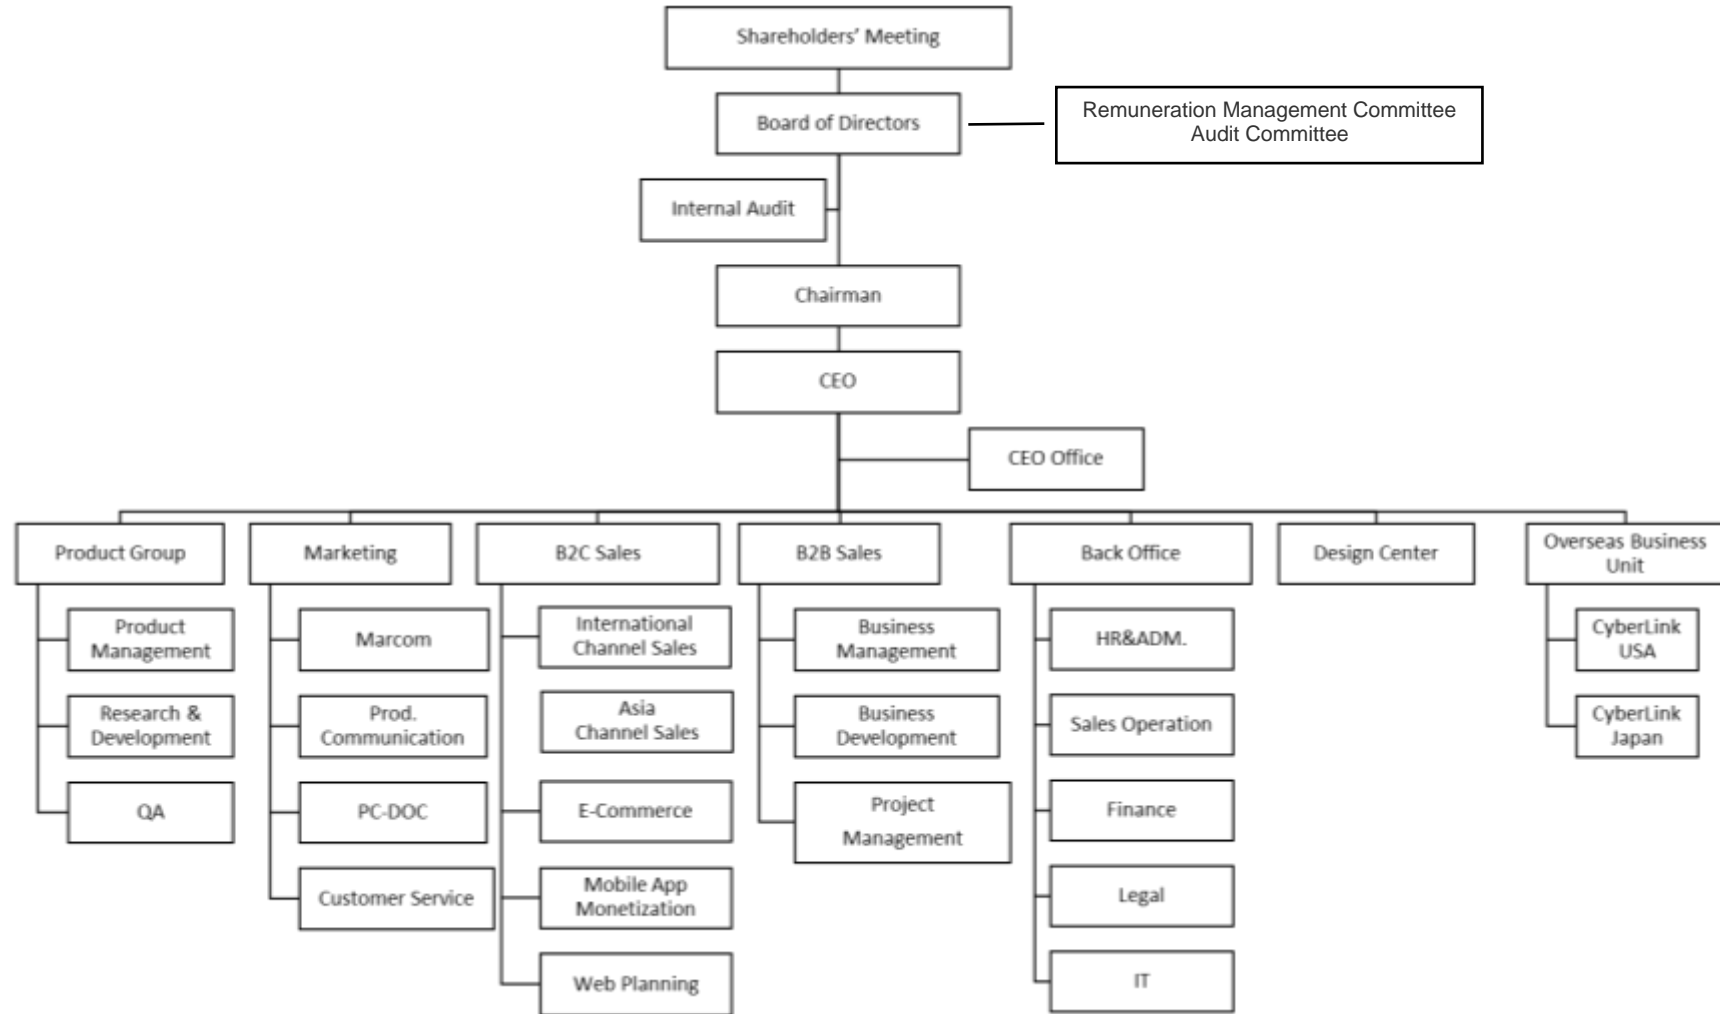 Shareholders’ Meeting
Board of Directors
Remuneration Management Committee
Audit Committee
Internal Audit
Chairman
CEO
CEO Office
Product Group
Marketing
B2C Sales
B2B Sales
Back Office
Design Center
Overseas Business
Unit
Product
Management
Research &
Development
QA
Marcom
Prod.
Communication
PC-DOC
Customer Service
International
Channel Sales
Asia
Channel Sales
E-Commerce
Mobile App
Monetization
Web Planning
Business
Management
Business
Development
Project
Management
HR&ADM.
Sales Operation
Finance
Legal
IT
CyberLink
USA
CyberLink
Japan